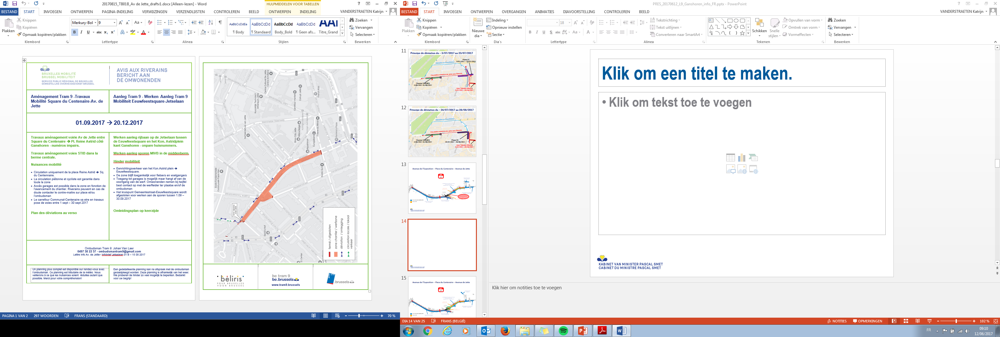 20170815_TB01B_Av de Jette_draftv1.docx [Alleen-lezen] - Word
HULPMIDDELEN VOOR TABELLEN
BESTAND START INVOEGEN ONTWERPEN PAGINA-INDELING VERWIJZINGEN VERZENDLIJSTEN CONTROLEREN BEELD ONTWERPEN INDELING
VANDERSTRAETEN Katrijn
Plakken
Knippen
Kopiëren
Opmaak kopiëren/plakken
Klembord
Merkury-Bol 9
Lettertype
Alinea
AaBbCcDdEe AaBbCcDd AaBbCcDd AaBbCcDd AAI
¶ Body ¶ Standaard Body_Bold ¶ Geen afs... Titre_Grand
Stijlen
Zoeken
Vervangen
Selecteren
Bewerken
BRUXELLES MOBILITÉ
BRUSSEL MOBILITEIT
SERVICE PUBLIC RÉGIONAL DE BRUXELLES
GEWESTELIJKE OVERHEIDSDIENST BRUSSEL
AVIS AUX RIVERAINS
BERICHT AAN
DE OMWONENDEN
Aménagement Tram 9 -Travaux
Mobilité Square du Centenaire-Av. de
Jette
Aanleg Tram 9 - Werken Aanleg Tram 9
Mobiliteit Eeuwfeestsquare-Jetselaan
01.09.2017 → 20.12.2017
Travaux aménagement voirie Av de Jette entre
Square du Centenaire → Pl. Reine Astrid côté
Ganshoren - numéros impairs.
Travaux aménagement voies STIB dans la
berme centrale.
Nuisances mobilité
• Circulation uniquement de la place Reine Astrid → Sq.
du Centennaire.
• La circulation piétonne et cycliste est garantie dans
toute la zone
• Accès garages est possible dans la zone en fonction de
l'avancement du chantier. Riverains peuvent en cas de
doute contacter le contre-maitre sur place et/ou
l'ombudsman
• Le carrefour Communal-Centenaire va etre en travaux
pose de voies entre 1 sept – 30 sept 2017
Plan des déviations au verso
Werken aanleg rijbaan op de Jetselaan tussen
de Eeuwfeestsquare en het Kon. Astridplein
kant Ganshoren - onpare huisnummers.
Werken aanleg sporen MIVB in de middenberm.
Hinder mobiliteit
• Eenrichtingsverkeer van het Kon.Astrid plein →
Eeuwfeestsquare.
• De zone blijft toegankelijk voor fietsers en voetgangers
• Toegang tot garages is mogelijk maar hangt af van de
voortgang van de werf. Omwonenden nemen bij twijfel
best contact op met de werfleider ter plaatse en/of de
ombudsman
• Het kruispunt Gemeentestraat-Eeuwfeestsquare wordt
afgesloten voor werken aan de sporen tussen 1.09 –
30.09.2017
Omleidingsplan op keerzijde
Ombudsman Tram 9: Johan Van Laer
0497 58 22 57 - ombudsmantram9@gmail.com
Lettre info Av. de Jette– infobrief Jetselaan 01 B – 15 08 2017
Un planning plus complet est disponible sur rendez-vous avec
l'ombudsman. Ce planning est tributaire de la météo. Nous
veillerons à ce que les nuisances soient réduites autant que
possible. Merci pour votre compréhension!
Een gedetailleerde planning kan na afspraak met de ombudsman
geraadpleegd worden. Deze planning is afhankelijk van het weer.
We proberen de hinder zo veel mogelijk te beperken. Bedankt
voor uw begrip!
fermé / afgesloten
zone chantier / werfzone
déviation / omlegging
circulation locale / lokaal
verkeer
beliris
POUR BRUXELLES
VOOR BRUSSEL
be tram 9
be.brussels
www.tram9.brussels
.brussels
PAGINA 1 VAN 2 297 WOORDEN FRANS (STANDAARD) 70 %
PRES_20170612_L9_Ganshoren_info_FR.pptx - PowerPoint
BESTAND START INVOEGEN ONTWERPEN OVERGANGEN ANIMATIES DIAVOORSTELLING CONTROLEREN BEELD
VANDERSTRAETEN Katrijn
Plakken
Knippen
Kopiëren
Opmaak kopiëren/plakken
Klembord
Nieuwe
dia
Indeling
Opnieuw instellen
Sectie
Dia's
18
Lettertype
Tekstrichting
Tekst uitlijnen
Converteren naar SmartArt
Alinea
Schikken
Snelle
stijlen
Opvullen van vorm
Omtrek van vorm
Vormeffecten
Tekenen
Zoeken
Vervangen
Selecteren
Bewerken
11
Principe de déviation du – 3/07/2017 au 23/07/2017
12
Principe de déviation du – 24/07/2017 au 28/08/2017
13
Avenue de l'Exposition – Place du Centenaire – Avenue de Jette
14
15
Avenue de l'Exposition – Place du Centenaire – Avenue de Jette
Klik om een titel te maken.
• Klik om tekst toe te voegen
KABINET VAN MINISTER PASCAL SMET
CABINET DU MINISTRE PASCAL SMET
Klik hier om notities toe te voegen
DIA 14 VAN 25 FRANS (BELGIË) NOTITIES OPMERKINGEN 102 %
FR
09:10
12/06/2017